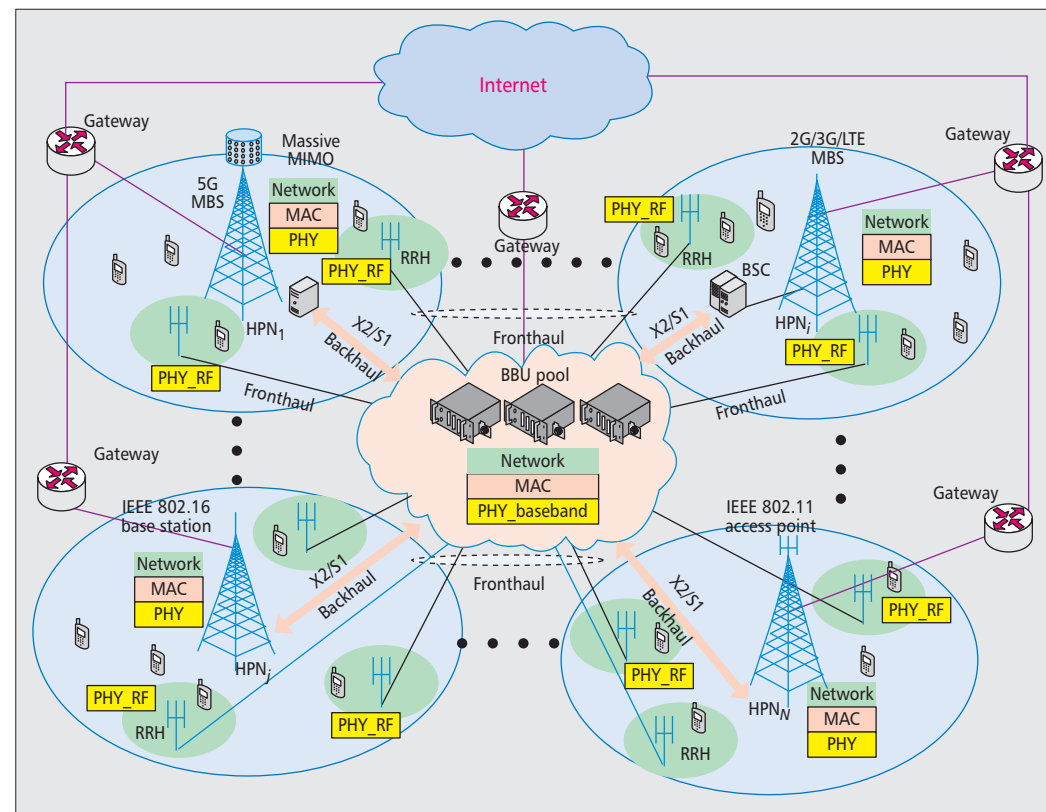 Internet
Gateway
Massive
MIMO
5G
MBS
Network
MAC
PHY
PHY_RF
RRH
HPN1
PHY_RF
X2/S1
Backhaul
Fronthaul
Gateway
Fronthaul
2G/3G/LTE
MBS
Gateway
PHY_RF
RRH
BSC
Network
MAC
PHY
HPNi
PHY_RF
X2/S1
Backhaul
Fronthaul
BBU pool
Network
MAC
PHY_baseband
Gateway
IEEE 802.16
base station
Network
MAC
PHY
HPNj
X2/S1
Backhaul
PHY_RF
RRH
PHY_RF
Fronthaul
Gateway
IEEE 802.11
access point
X2/S1
Backhaul
PHY_RF
PHY_RF
RRH
HPNN
Network
MAC
PHY